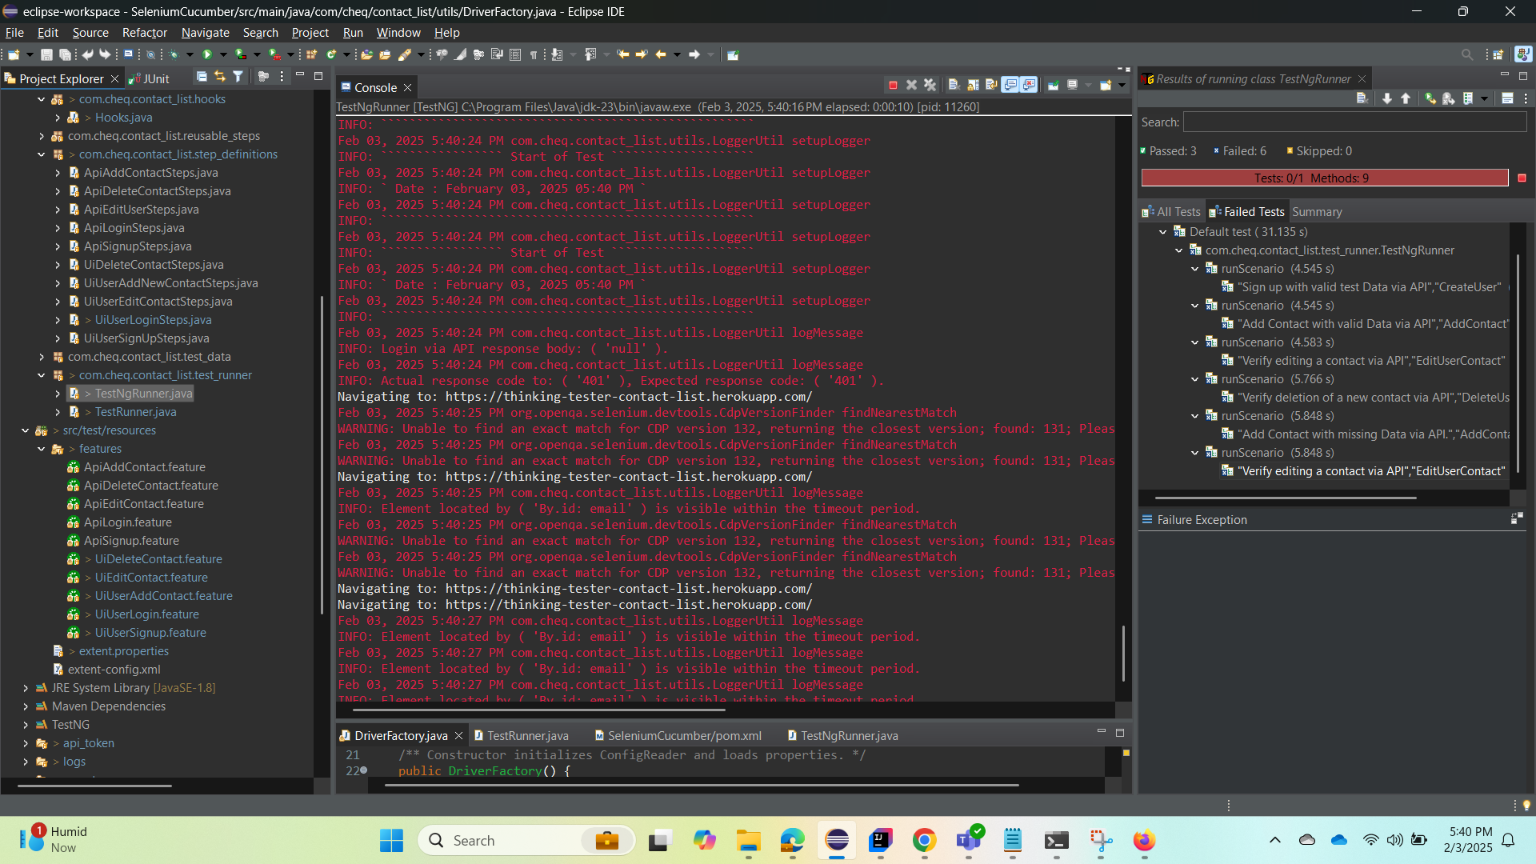 eclipse-workspace - SeleniumCucumber/src/main/java/com/cheq/contact_list/utils/DriverFactory.java - Eclipse IDE
File Edit Source Refactor Navigate Search Project Run Window Help
Project Explorer
JUnit
> com.cheq.contact_list.hooks
> Hooks.java
com.cheq.contact_list.reusable_steps
> com.cheq.contact_list.step_definitions
ApiAddContactSteps.java
ApiDeleteContactSteps.java
ApiEditUserSteps.java
ApiLoginSteps.java
ApiSignupSteps.java
UiDeleteContactSteps.java
UiUserAddNewContactSteps.java
UiUserEditContactSteps.java
> UiUserLoginSteps.java
UiUserSignUpSteps.java
com.cheq.contact_list.test_data
> com.cheq.contact_list.test_runner
> TestNgRunner.java
> TestRunner.java
> src/test/resources
> features
ApiAddContact.feature
ApiDeleteContact.feature
ApiEditContact.feature
ApiLogin.feature
ApiSignup.feature
> UiDeleteContact.feature
> UiEditContact.feature
> UiUserAddContact.feature
> UiUserLogin.feature
> UiUserSignup.feature
> extent.properties
extent-config.xml
JRE System Library [JavaSE-1.8]
Maven Dependencies
TestNG
> api_token
> logs
Console
TestNgRunner [TestNG] C:\Program Files\Java\jdk-23\bin\javaw.exe (Feb 3, 2025, 5:40:16 PM elapsed: 0:00:10) [pid: 11260]
INFO: ````````````````````````````````````````````````````
Feb 03, 2025 5:40:24 PM com.cheq.contact_list.utils.LoggerUtil setupLogger
INFO: ````````````````` Start of Test ````````````````````
Feb 03, 2025 5:40:24 PM com.cheq.contact_list.utils.LoggerUtil setupLogger
INFO: ` Date : February 03, 2025 05:40 PM `
Feb 03, 2025 5:40:24 PM com.cheq.contact_list.utils.LoggerUtil setupLogger
INFO: ````````````````````````````````````````````````````
Feb 03, 2025 5:40:24 PM com.cheq.contact_list.utils.LoggerUtil setupLogger
INFO: ````````````````` Start of Test ````````````````````
Feb 03, 2025 5:40:24 PM com.cheq.contact_list.utils.LoggerUtil setupLogger
INFO: ` Date : February 03, 2025 05:40 PM `
Feb 03, 2025 5:40:24 PM com.cheq.contact_list.utils.LoggerUtil setupLogger
INFO: ````````````````````````````````````````````````````
Feb 03, 2025 5:40:24 PM com.cheq.contact_list.utils.LoggerUtil logMessage
INFO: Login via API response body: ( 'null' ).
Feb 03, 2025 5:40:24 PM com.cheq.contact_list.utils.LoggerUtil logMessage
INFO: Actual response code to: ( '401' ), Expected response code: ( '401' ).
Navigating to: https://thinking-tester-contact-list.herokuapp.com/
Feb 03, 2025 5:40:25 PM org.openqa.selenium.devtools.CdpVersionFinder findNearestMatch
WARNING: Unable to find an exact match for CDP version 132, returning the closest version; found: 131; Pleas
Feb 03, 2025 5:40:25 PM org.openqa.selenium.devtools.CdpVersionFinder findNearestMatch
WARNING: Unable to find an exact match for CDP version 132, returning the closest version; found: 131; Pleas
Navigating to: https://thinking-tester-contact-list.herokuapp.com/
Feb 03, 2025 5:40:25 PM com.cheq.contact_list.utils.LoggerUtil logMessage
INFO: Element located by ( 'By.id: email' ) is visible within the timeout period.
Feb 03, 2025 5:40:25 PM org.openqa.selenium.devtools.CdpVersionFinder findNearestMatch
WARNING: Unable to find an exact match for CDP version 132, returning the closest version; found: 131; Pleas
Feb 03, 2025 5:40:25 PM org.openqa.selenium.devtools.CdpVersionFinder findNearestMatch
WARNING: Unable to find an exact match for CDP version 132, returning the closest version; found: 131; Pleas
Navigating to: https://thinking-tester-contact-list.herokuapp.com/
Navigating to: https://thinking-tester-contact-list.herokuapp.com/
Feb 03, 2025 5:40:27 PM com.cheq.contact_list.utils.LoggerUtil logMessage
INFO: Element located by ( 'By.id: email' ) is visible within the timeout period.
Feb 03, 2025 5:40:27 PM com.cheq.contact_list.utils.LoggerUtil logMessage
INFO: Element located by ( 'By.id: email' ) is visible within the timeout period.
Feb 03, 2025 5:40:27 PM com.cheq.contact_list.utils.LoggerUtil logMessage
INFO: Element located by ( 'By.id: email' ) is visible within the timeout period.
DriverFactory.java TestRunner.java SeleniumCucumber/pom.xml TestNgRunner.java
21 /** Constructor initializes ConfigReader and loads properties. */
22 public DriverFactory() {
Results of running class TestNgRunner
Search:
Passed: 3 Failed: 6 Skipped: 0
Tests: 0/1 Methods: 9
All Tests Failed Tests Summary
Default test ( 31.135 s)
com.cheq.contact_list.test_runner.TestNgRunner
runScenario (4.545 s)
"Sign up with valid test Data via API","CreateUser"
runScenario (4.545 s)
"Add Contact with valid Data via API","AddContact"
runScenario (4.583 s)
"Verify editing a contact via API","EditUserContact"
runScenario (5.766 s)
"Verify deletion of a new contact via API","DeleteUs
runScenario (5.848 s)
"Add Contact with missing Data via API.","AddConta
runScenario (5.848 s)
"Verify editing a contact via API","EditUserContact"
Failure Exception
1
Humid
Now
Search
5:40 PM
2/3/2025